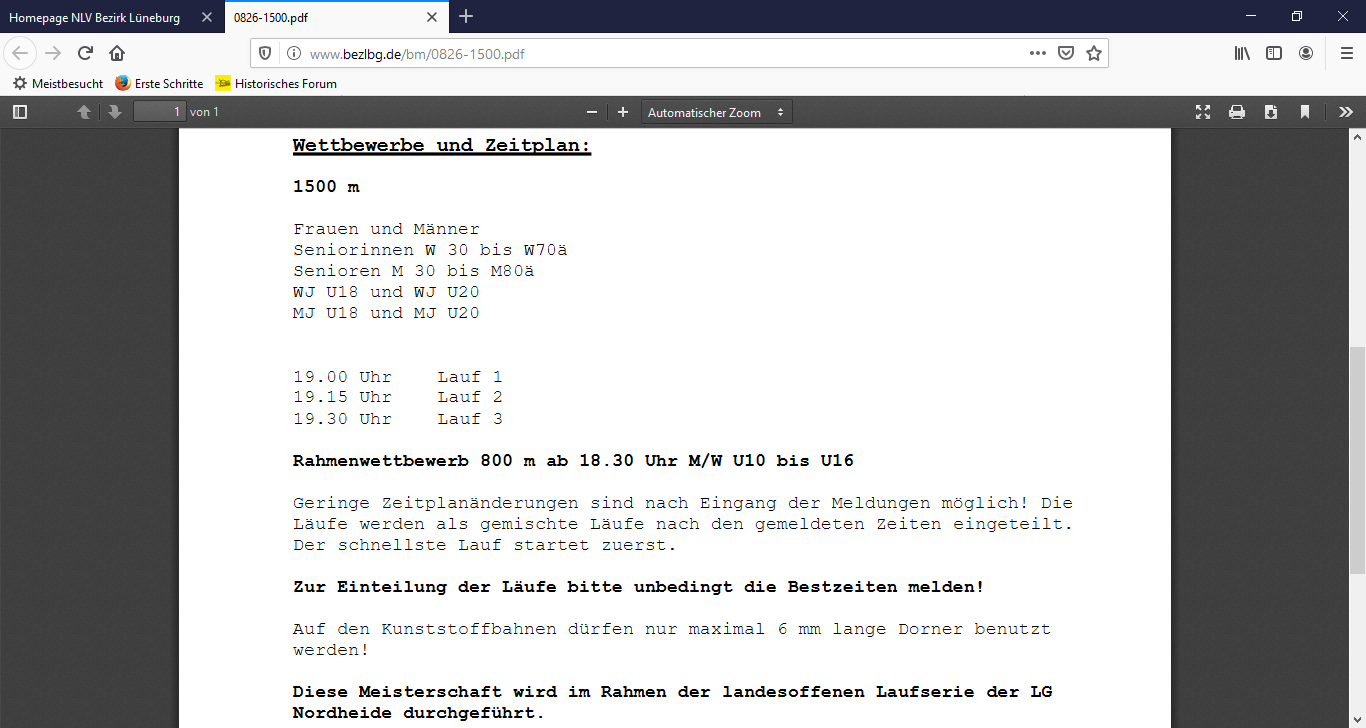 Homepage NLV Bezirk Lüneburg
0826-1500.pdf
www.bezlbg.de/bm/0826-1500.pdf
Meistbesucht Erste Schritte Historisches Forum
1 von 1 Automatischer Zoom
Wettbewerbe und Zeitplan:
1500 m
Frauen und Männer
Seniorinnen W 30 bis W70ä
Senioren M 30 bis M80ä
WJ U18 und WJ U20
MJ U18 und MJ U20
19.00 Uhr Lauf 1
19.15 Uhr Lauf 2
19.30 Uhr Lauf 3
Rahmenwettbewerb 800 m ab 18.30 Uhr M/W U10 bis U16
Geringe Zeitplanänderungen sind nach Eingang der Meldungen möglich! Die
Läufe werden als gemischte Läufe nach den gemeldeten Zeiten eingeteilt.
Der schnellste Lauf startet zuerst.
Zur Einteilung der Läufe bitte unbedingt die Bestzeiten melden!
Auf den Kunststoffbahnen dürfen nur maximal 6 mm lange Dorner benutzt
werden!
Diese Meisterschaft wird im Rahmen der landesoffenen Laufserie der LG
Nordheide durchgeführt.